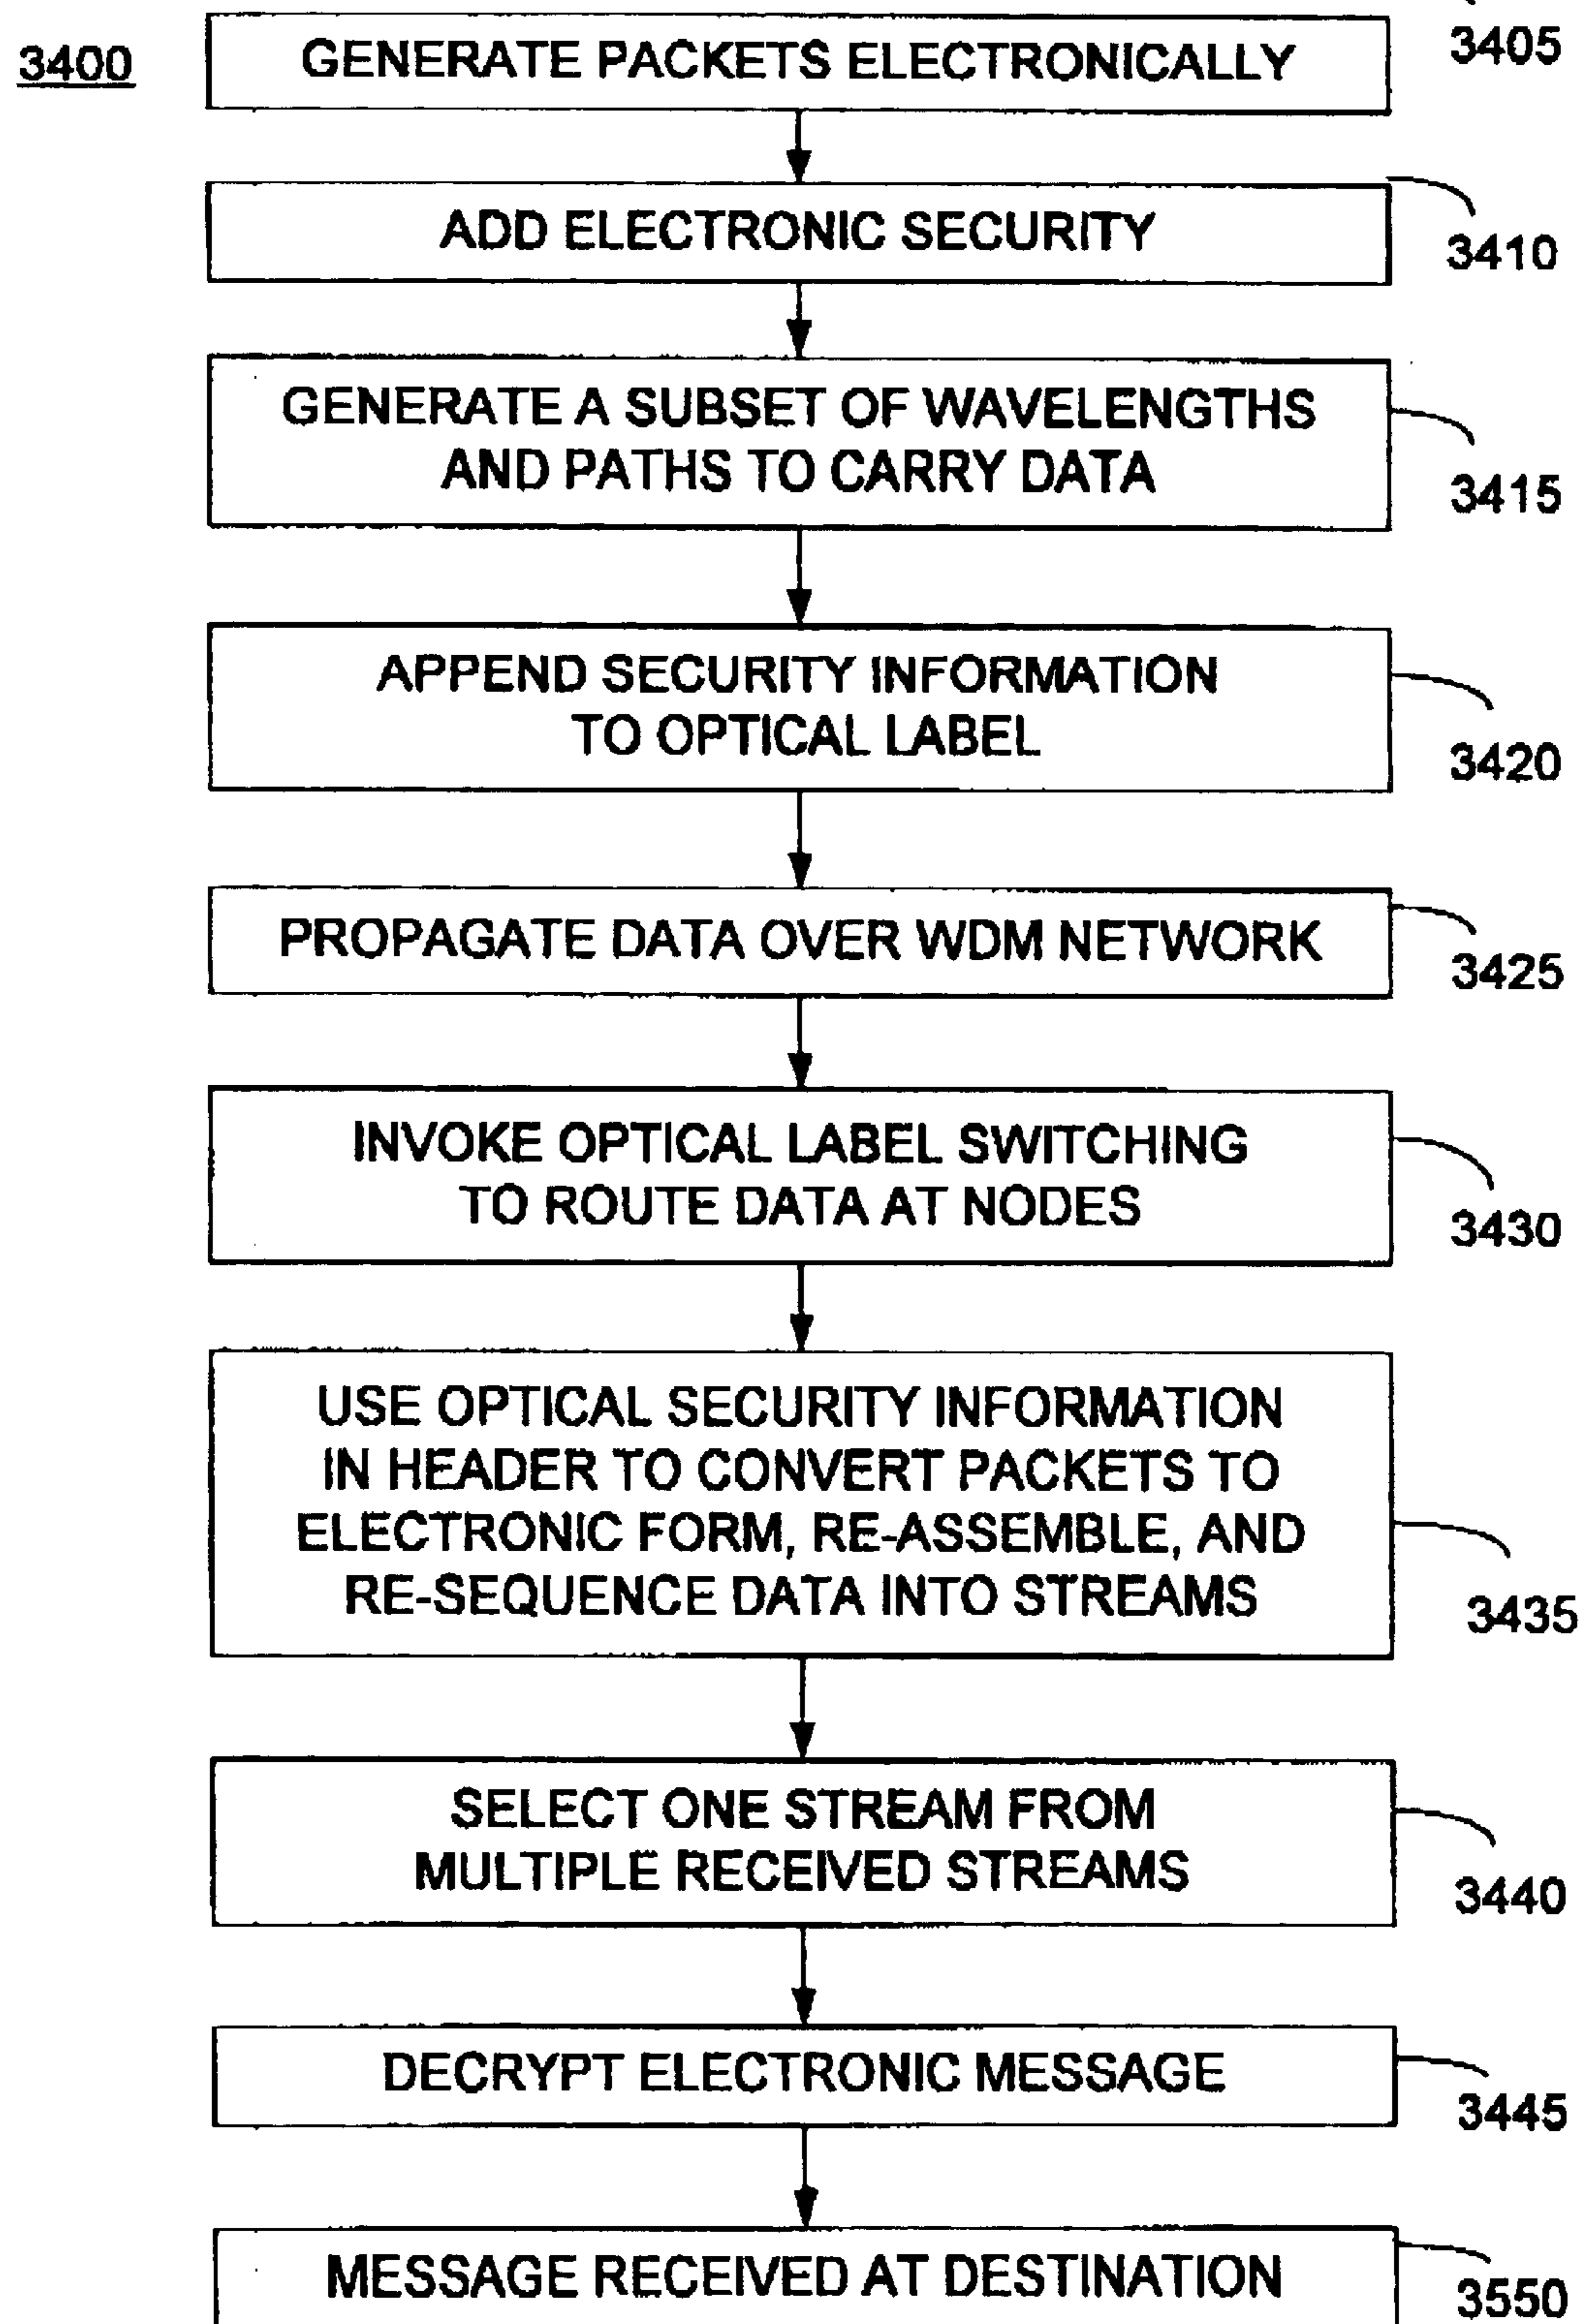 3400
GENERATE PACKETS ELECTRONICALLY
3405
ADD ELECTRONIC SECURITY
3410
GENERATE A SUBSET OF WAVELENGTHS
AND PATHS TO CARRY DATA
3415
APPEND SECURITY INFORMATION
TO OPTICAL LABEL
3420
PROPAGATE DATA OVER WDM NETWORK
3425
INVOKE OPTICAL LABEL SWITCHING
TO ROUTE DATA AT NODES
3430
USE OPTICAL SECURITY INFORMATION
IN HEADER TO CONVERT PACKETS TO
ELECTRONIC FORM, RE-ASSEMBLE, AND
RE-SEQUENCE DATA INTO STREAMS
3435
SELECT ONE STREAM FROM
MULTIPLE RECEIVED STREAMS
3440
DECRYPT ELECTRONIC MESSAGE
3445
MESSAGE RECEIVED AT DESTINATION
3550